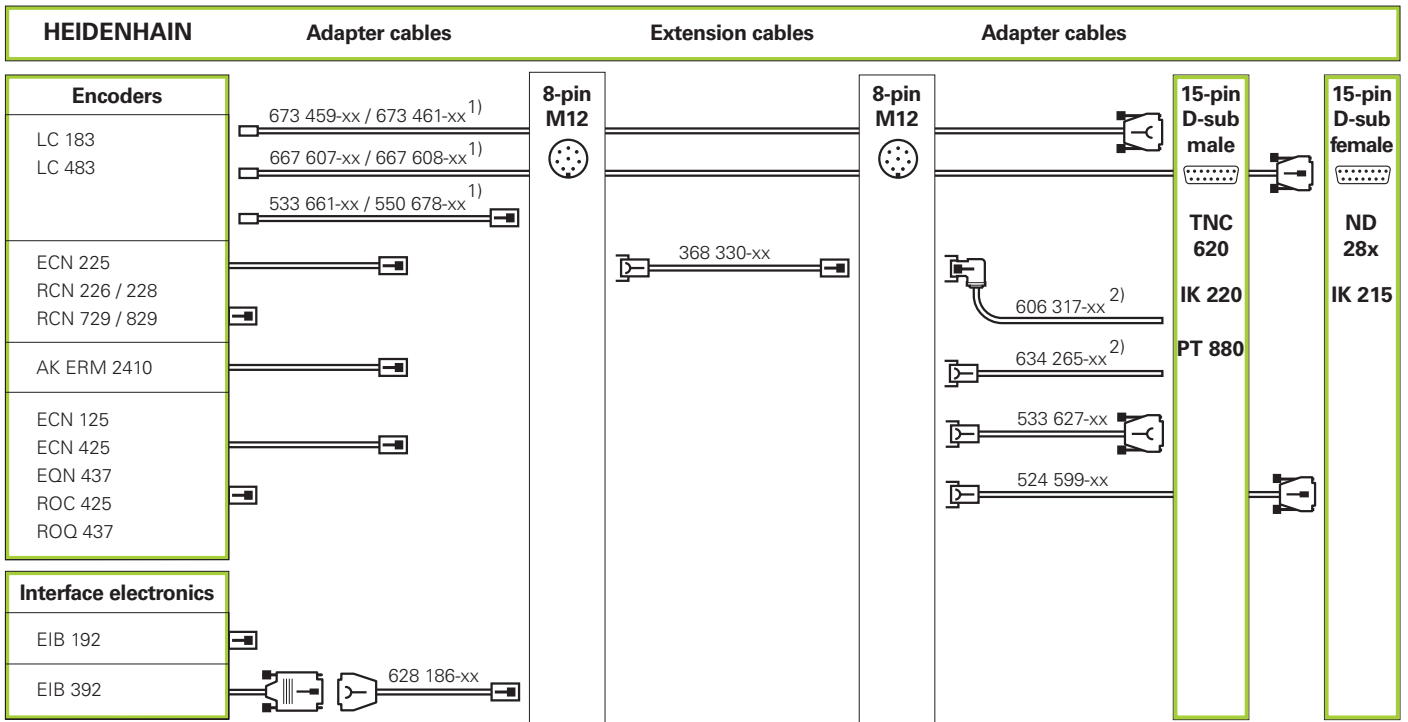 HEIDENHAIN Adapter cables Extension cables Adapter cables
Encoders
LC 183
LC 483
673 459-xx / 673 461-xx 1)
667 607-xx / 667 608-xx 1)
533 661-xx / 550 678-xx 1)
8-pin
M12
8-pin
M12
15-pin
D-sub
male
15-pin
D-sub
female
TNC
620
IK 220
PT 880
ND
28x
IK 215
ECN 225
RCN 226 / 228
RCN 729 / 829
368 330-xx
606 317-xx 2)
AK ERM 2410
634 265-xx 2)
ECN 125
ECN 425
EQN 437
ROC 425
ROQ 437
533 627-xx
524 599-xx
Interface electronics
EIB 192
EIB 392
628 186-xx